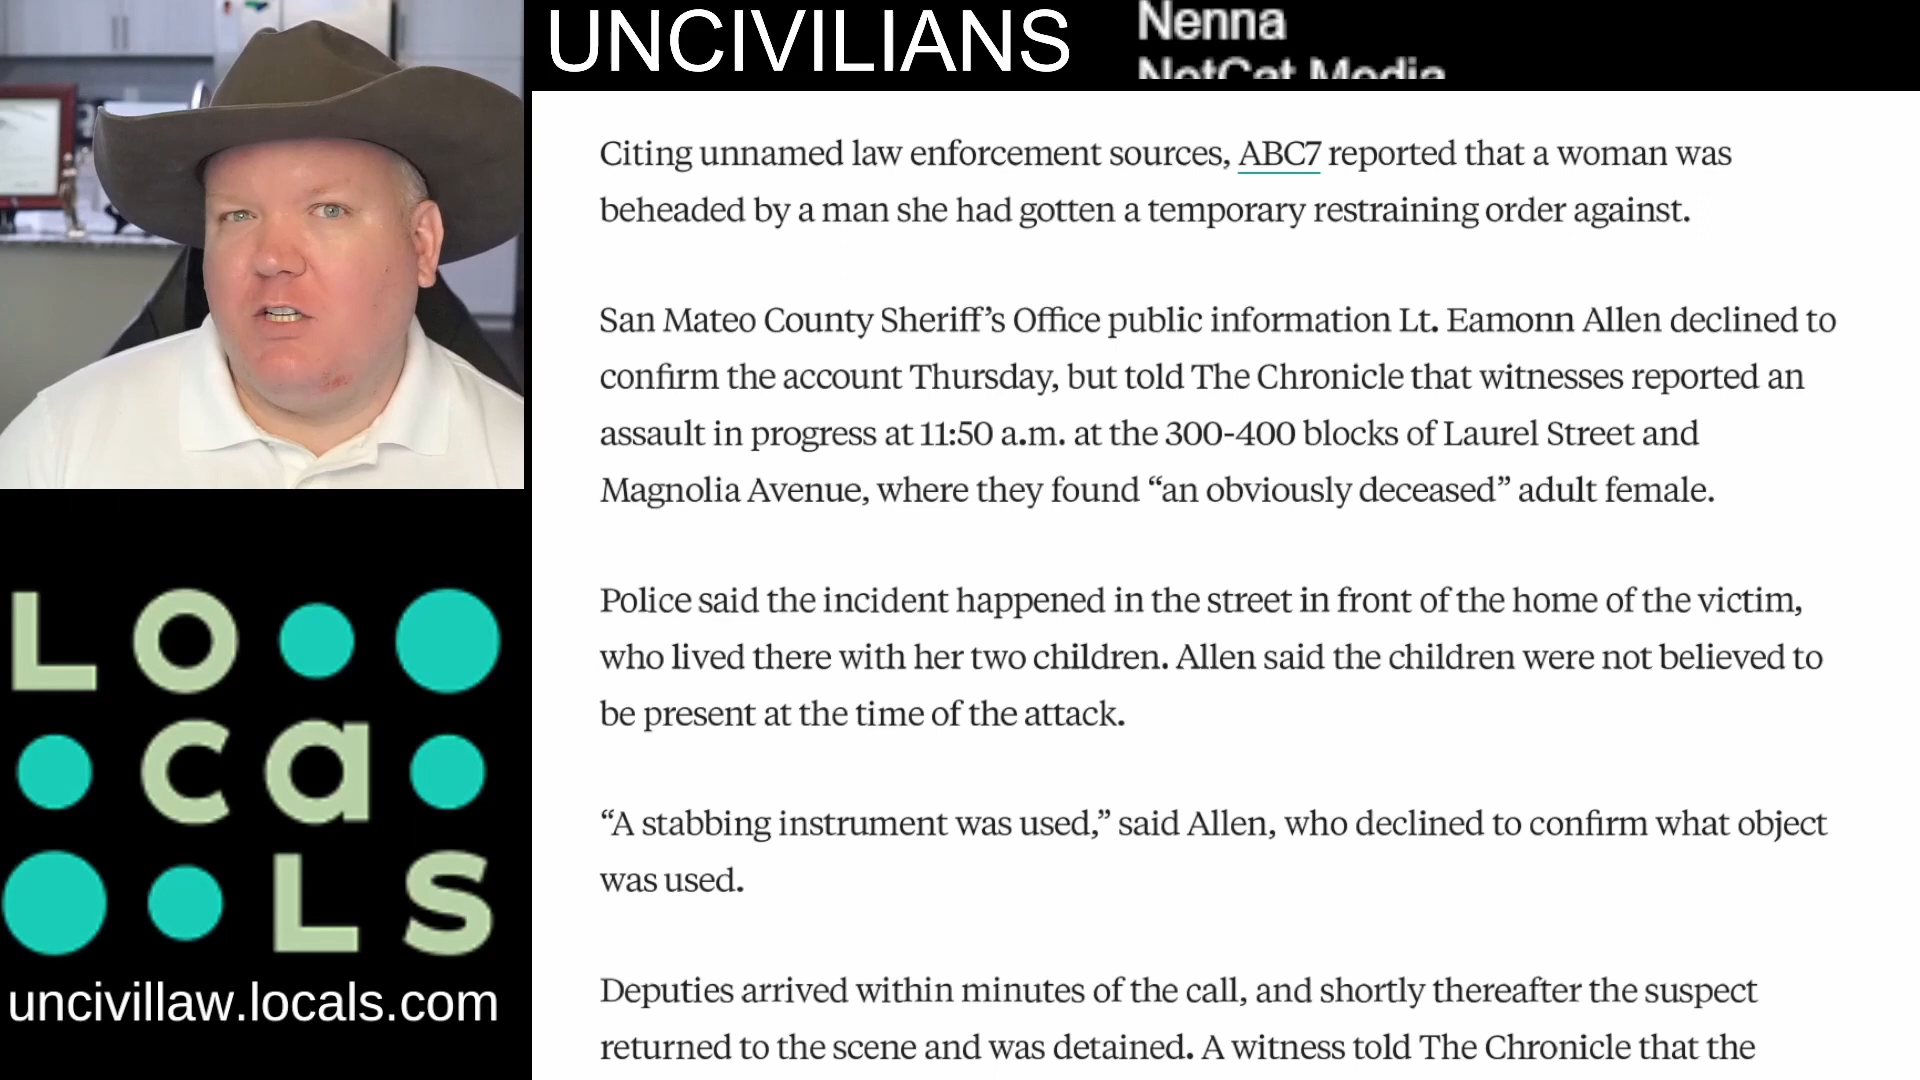 UNCIVILIANS
Nenna
NotCat Media
Citing unnamed law enforcement sources, ABC7 reported that a woman was
beheaded by a man she had gotten a temporary restraining order against.
San Mateo County Sheriff’s Office public information Lt. Eamonn Allen declined to
confirm the account Thursday, but told The Chronicle that witnesses reported an
assault in progress at 11:50 a.m. at the 300-400 blocks of Laurel Street and
Magnolia Avenue, where they found “an obviously deceased” adult female.
Police said the incident happened in the street in front of the home of the victim,
who lived there with her two children. Allen said the children were not believed to
be present at the time of the attack.
“A stabbing instrument was used,” said Allen, who declined to confirm what object
was used.
Deputies arrived within minutes of the call, and shortly thereafter the suspect
returned to the scene and was detained. A witness told The Chronicle that the
LO
ca
LS
uncivillaw.locals.com